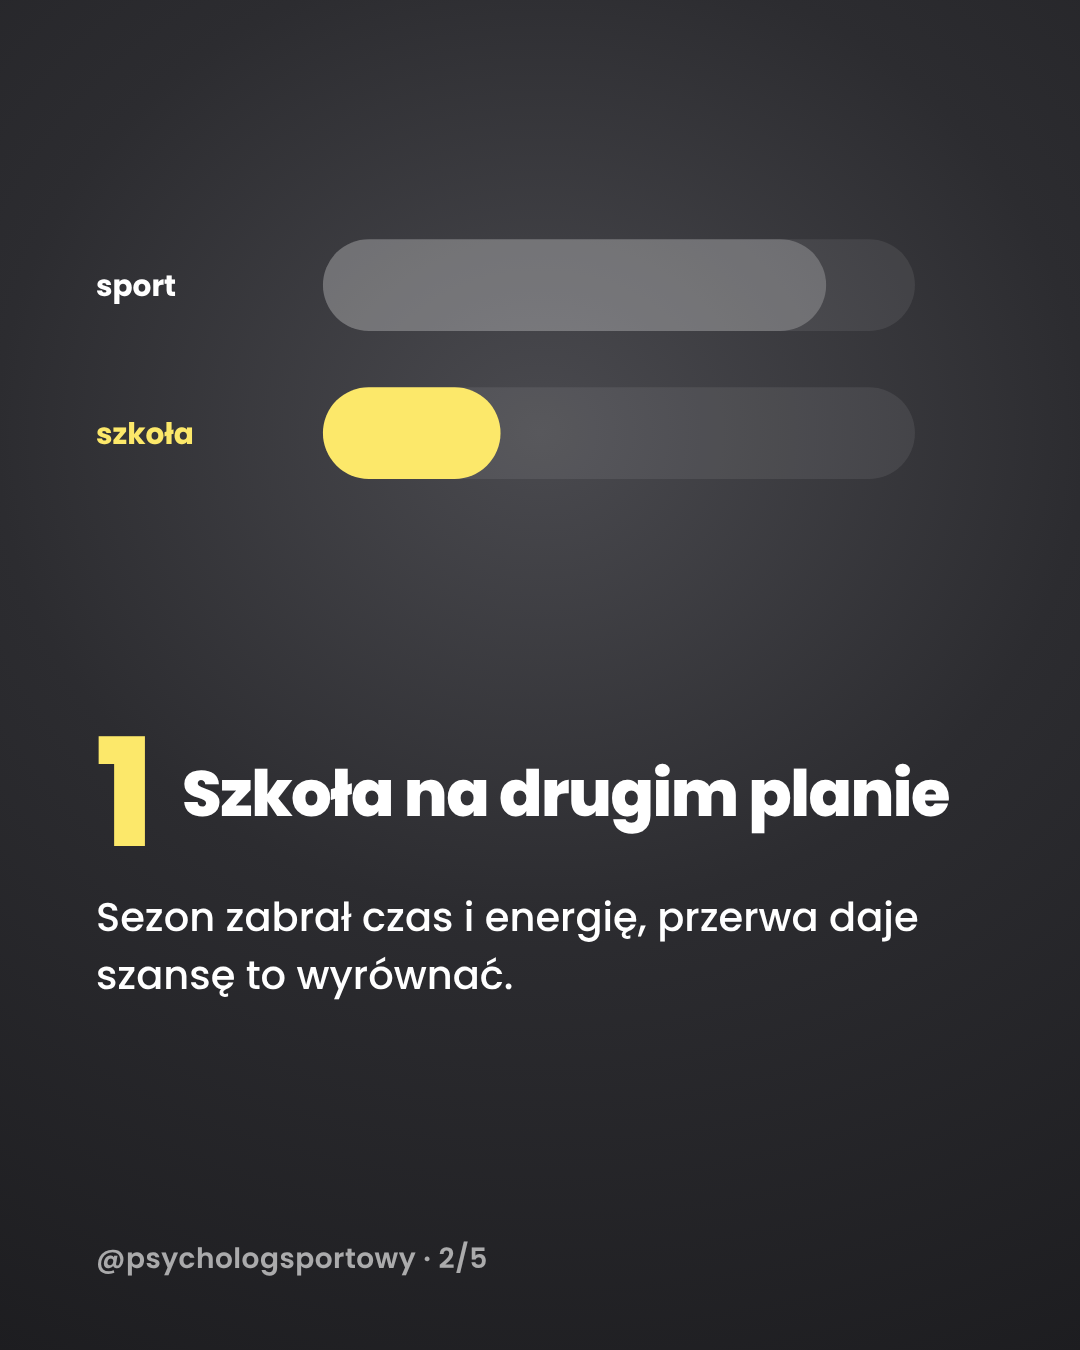 sport
szkoła
1 Szkoła na drugim planie
Sezon zabrał czas i energię, przerwa daje
szansę to wyrównać.
@psychologsportowy · 2/5